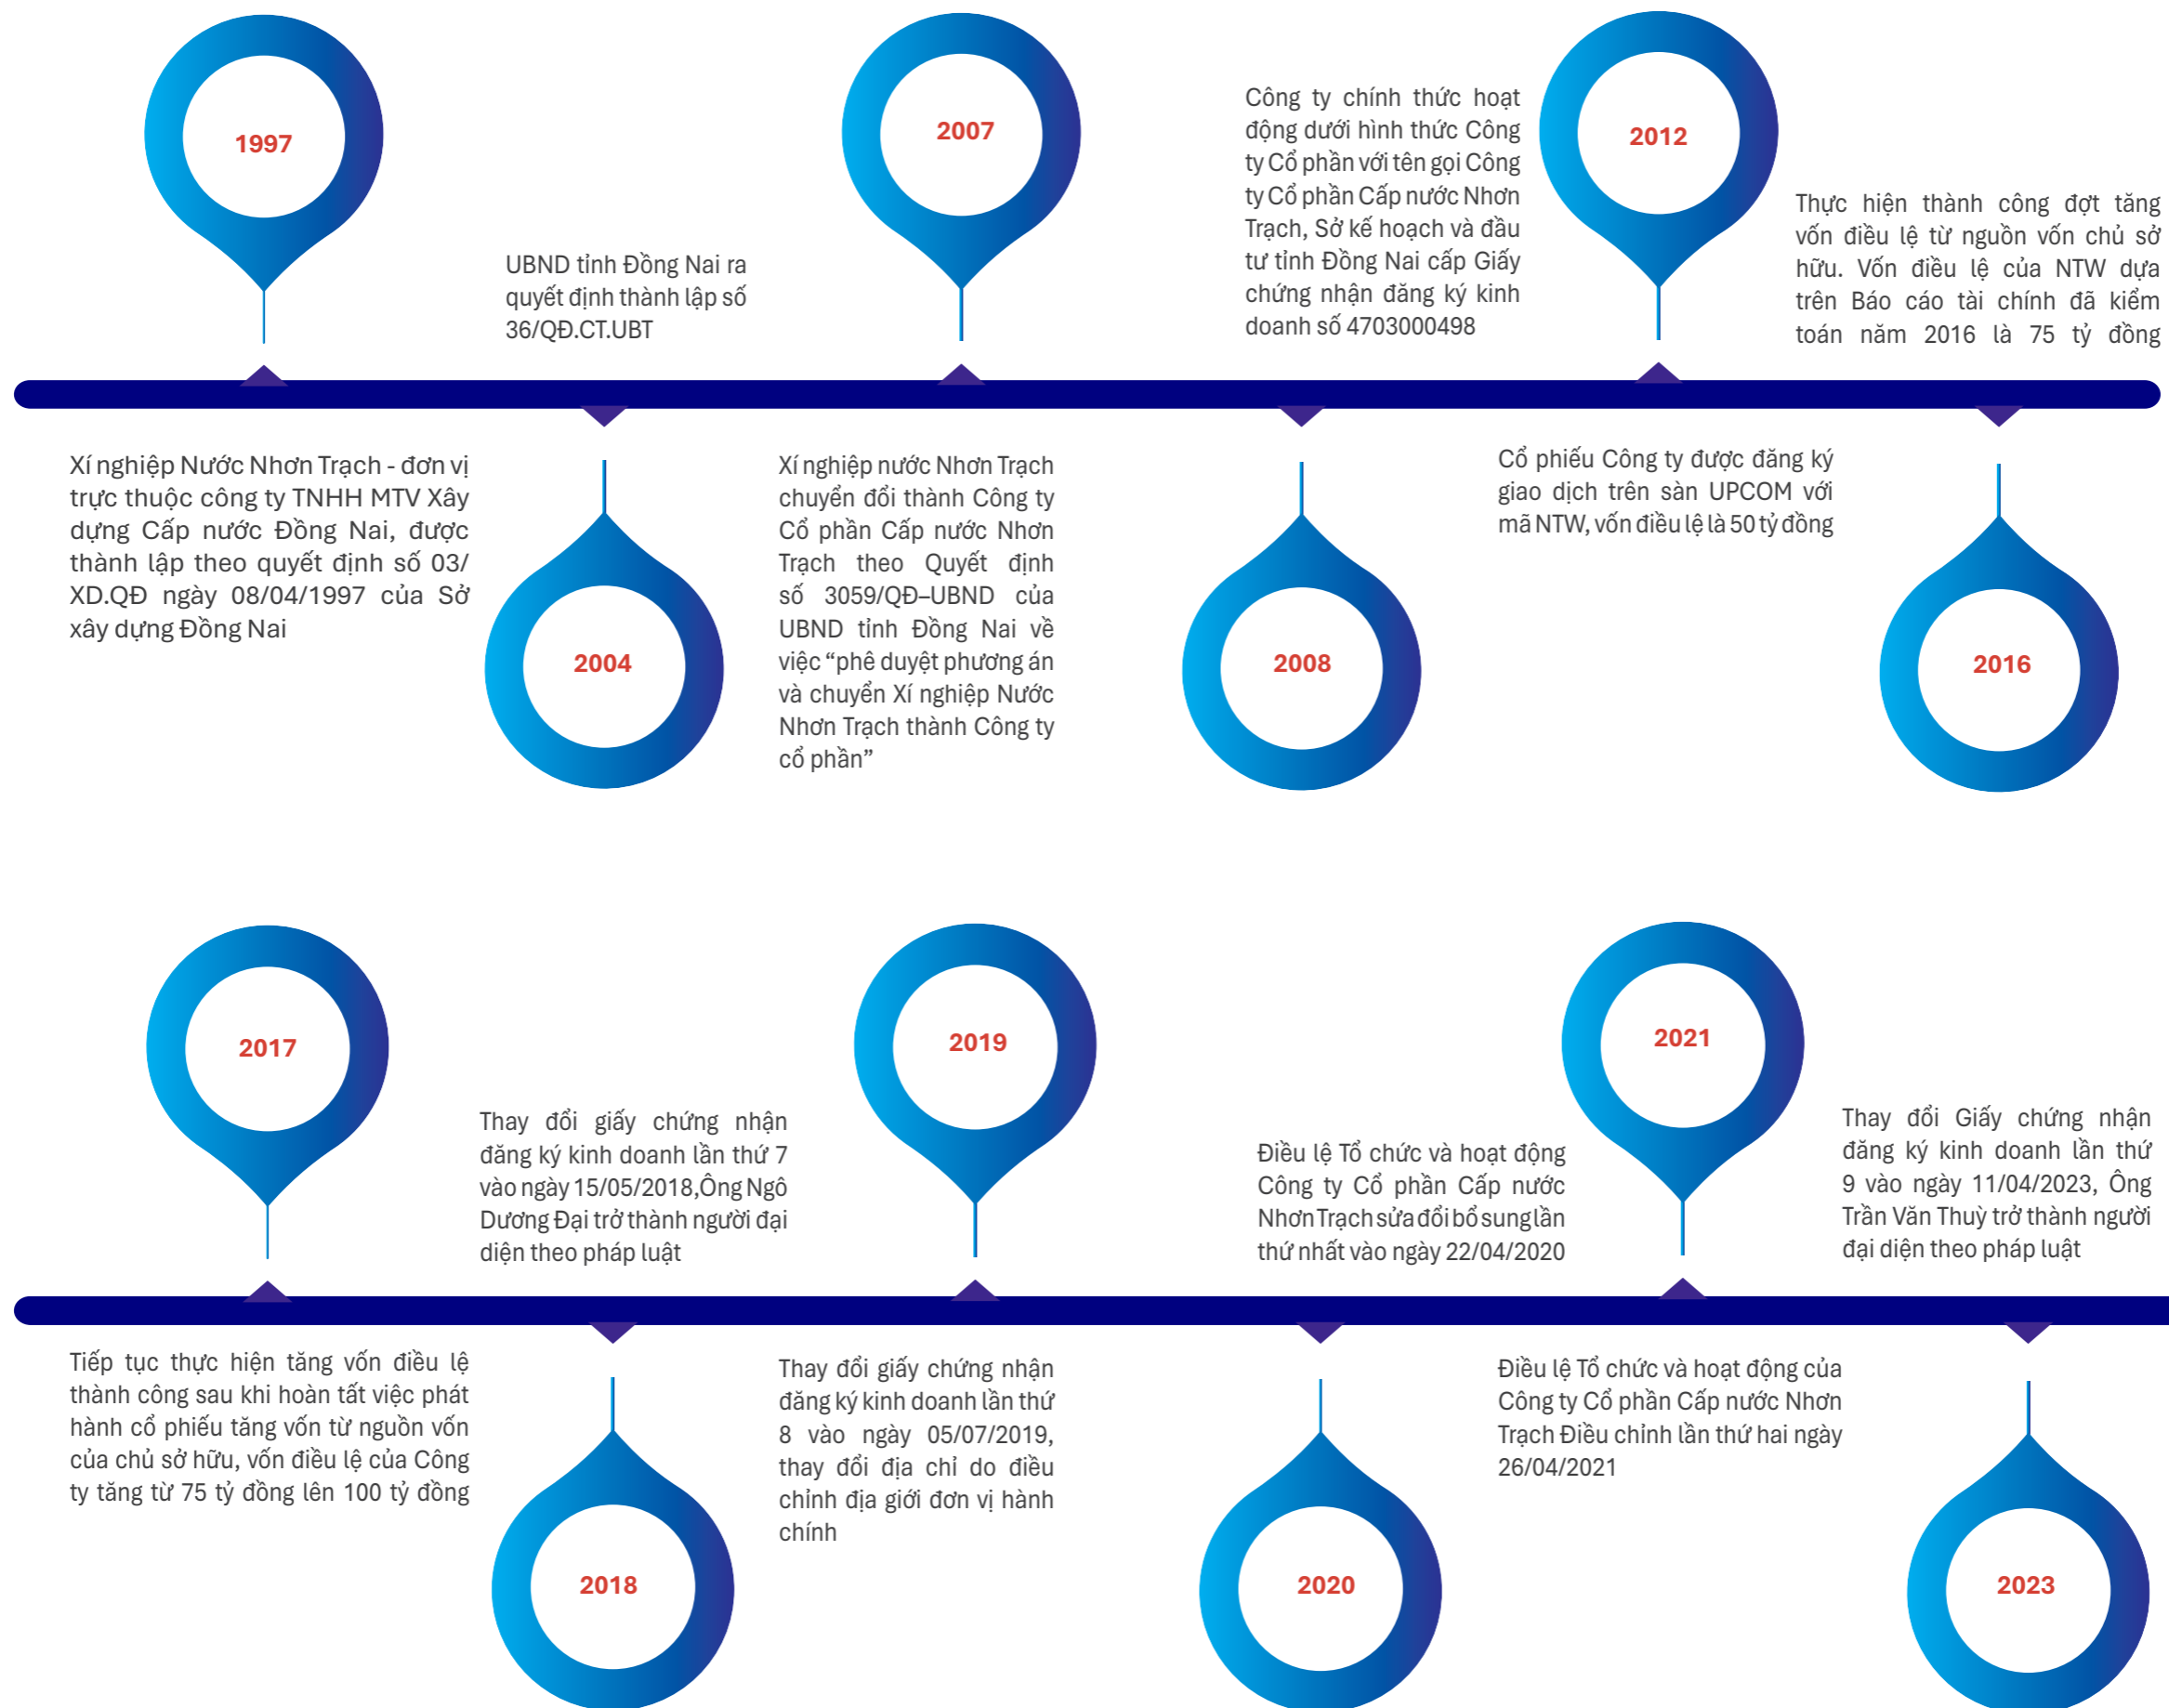 1997
Xí nghiệp Nước Nhơn Trạch - đơn vị
trực thuộc công ty TNHH MTV Xây
dựng Cấp nước Đồng Nai, được
thành lập theo quyết định số 03/
XD.QĐ ngày 08/04/1997 của Sở
xây dựng Đồng Nai
UBND tỉnh Đồng Nai ra
quyết định thành lập số
36/QĐ.CT.UBT
2004
2007
Xí nghiệp nước Nhơn Trạch
chuyển đổi thành Công ty
Cổ phần Cấp nước Nhơn
Trạch theo Quyết định
số 3059/QĐ–UBND của
UBND tỉnh Đồng Nai về
việc “phê duyệt phương án
và chuyển Xí nghiệp Nước
Nhơn Trạch thành Công ty
cổ phần”
Công ty chính thức hoạt
động dưới hình thức Công
ty Cổ phần với tên gọi Công
ty Cổ phần Cấp nước Nhơn
Trạch, Sở kế hoạch và đầu
tư tỉnh Đồng Nai cấp Giấy
chứng nhận đăng ký kinh
doanh số 4703000498
2008
2012
Cổ phiếu Công ty được đăng ký
giao dịch trên sàn UPCOM với
mã NTW, vốn điều lệ là 50 tỷ đồng
Thực hiện thành công đợt tăng
vốn điều lệ từ nguồn vốn chủ sở
hữu. Vốn điều lệ của NTW dựa
trên Báo cáo tài chính đã kiểm
toán năm 2016 là 75 tỷ đồng
2016
2017
Tiếp tục thực hiện tăng vốn điều lệ
thành công sau khi hoàn tất việc phát
hành cổ phiếu tăng vốn từ nguồn vốn
của chủ sở hữu, vốn điều lệ của Công
ty tăng từ 75 tỷ đồng lên 100 tỷ đồng
Thay đổi giấy chứng nhận
đăng ký kinh doanh lần thứ 7
vào ngày 15/05/2018,Ông Ngô
Dương Đại trở thành người đại
diện theo pháp luật
2018
2019
Thay đổi giấy chứng nhận
đăng ký kinh doanh lần thứ
8 vào ngày 05/07/2019,
thay đổi địa chỉ do điều
chỉnh địa giới đơn vị hành
chính
Điều lệ Tổ chức và hoạt động
Công ty Cổ phần Cấp nước
Nhơn Trạch sửa đổi bổ sung lần
thứ nhất vào ngày 22/04/2020
2020
2021
Điều lệ Tổ chức và hoạt động của
Công ty Cổ phần Cấp nước Nhơn
Trạch Điều chỉnh lần thứ hai ngày
26/04/2021
Thay đổi Giấy chứng nhận
đăng ký kinh doanh lần thứ
9 vào ngày 11/04/2023, Ông
Trần Văn Thuỳ trở thành người
đại diện theo pháp luật
2023